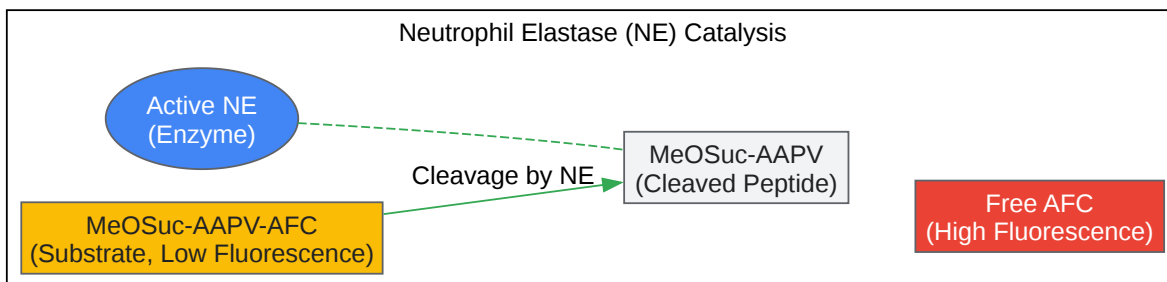 Neutrophil Elastase (NE) Catalysis
Active NE
(Enzyme)
MeOSuc-AAPV
(Cleaved Peptide)
Cleavage by NE
Free AFC
(High Fluorescence)
MeOSuc-AAPV-AFC
(Substrate, Low Fluorescence)